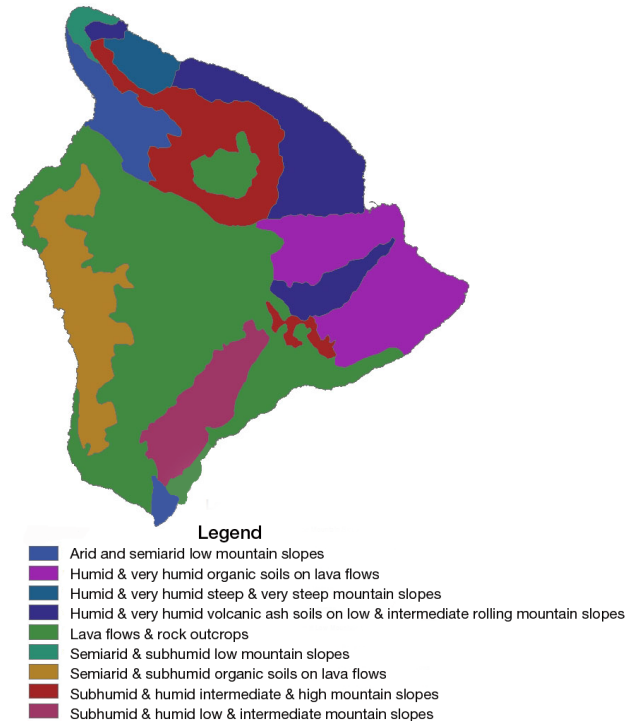 Legend
Arid and semiarid low mountain slopes
Humid & very humid organic soils on lava flows
Humid & very humid steep & very steep mountain slopes
Humid & very humid volcanic ash soils on low & intermediate rolling mountain slopes
Lava flows & rock outcrops
Semiarid & subhumid low mountain slopes
Semiarid & subhumid organic soils on lava flows
Subhumid & humid intermediate & high mountain slopes
Subhumid & humid low & intermediate mountain slopes